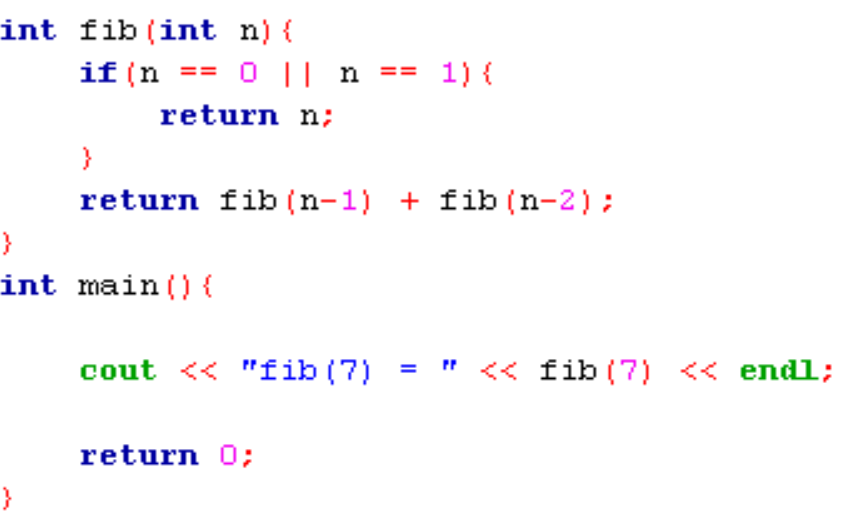 int fib(int n){
    if(n == 0 || n == 1){
        return n;
    }
    return fib(n-1) + fib(n-2);
}
int main(){

    cout << "fib(7) = " << fib(7) << endl;

    return 0;
}